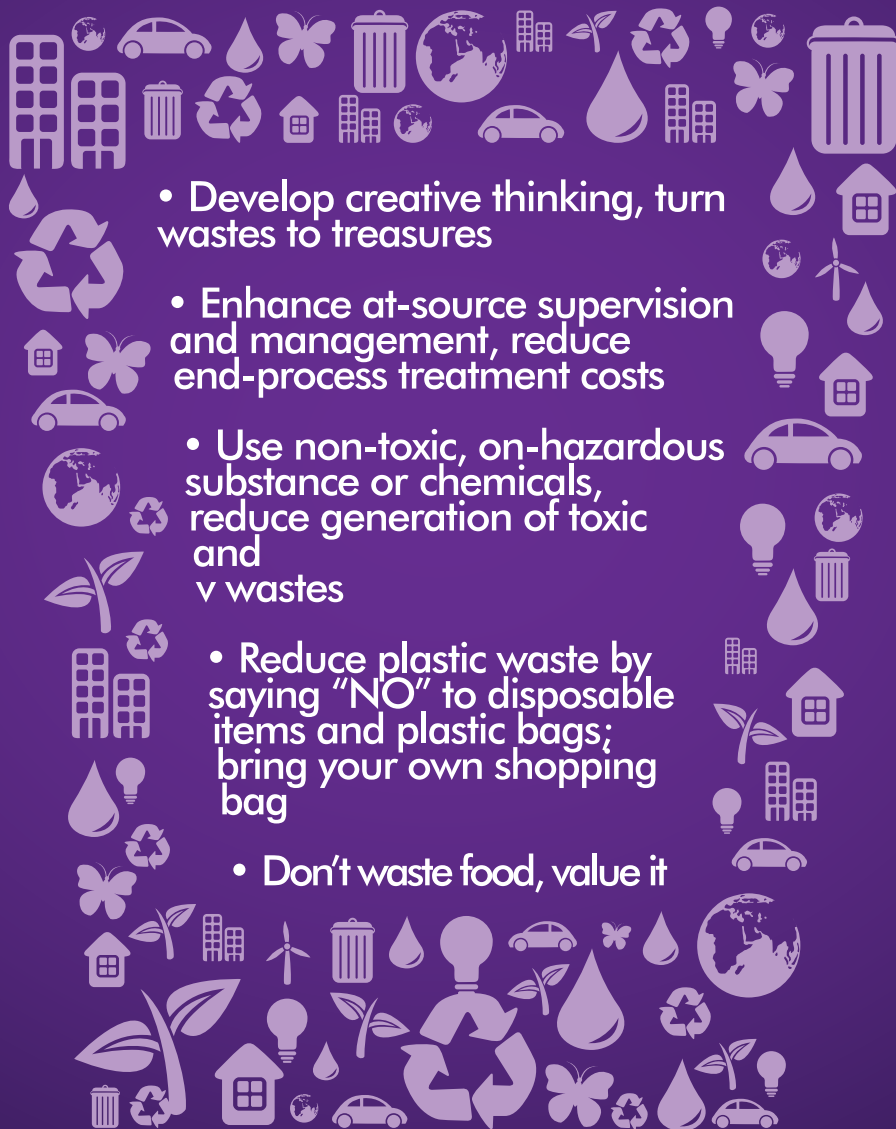 • Develop creative thinking, turn
wastes to treasures
• Enhance at-source supervision
and management, reduce
end-process treatment costs
• Use non-toxic, on-hazardous
substance or chemicals,
reduce generation of toxic
and
v wastes
• Reduce plastic waste by
saying “NO” to disposable
items and plastic bags;
bring your own shopping
bag
• Don’t waste food, value it